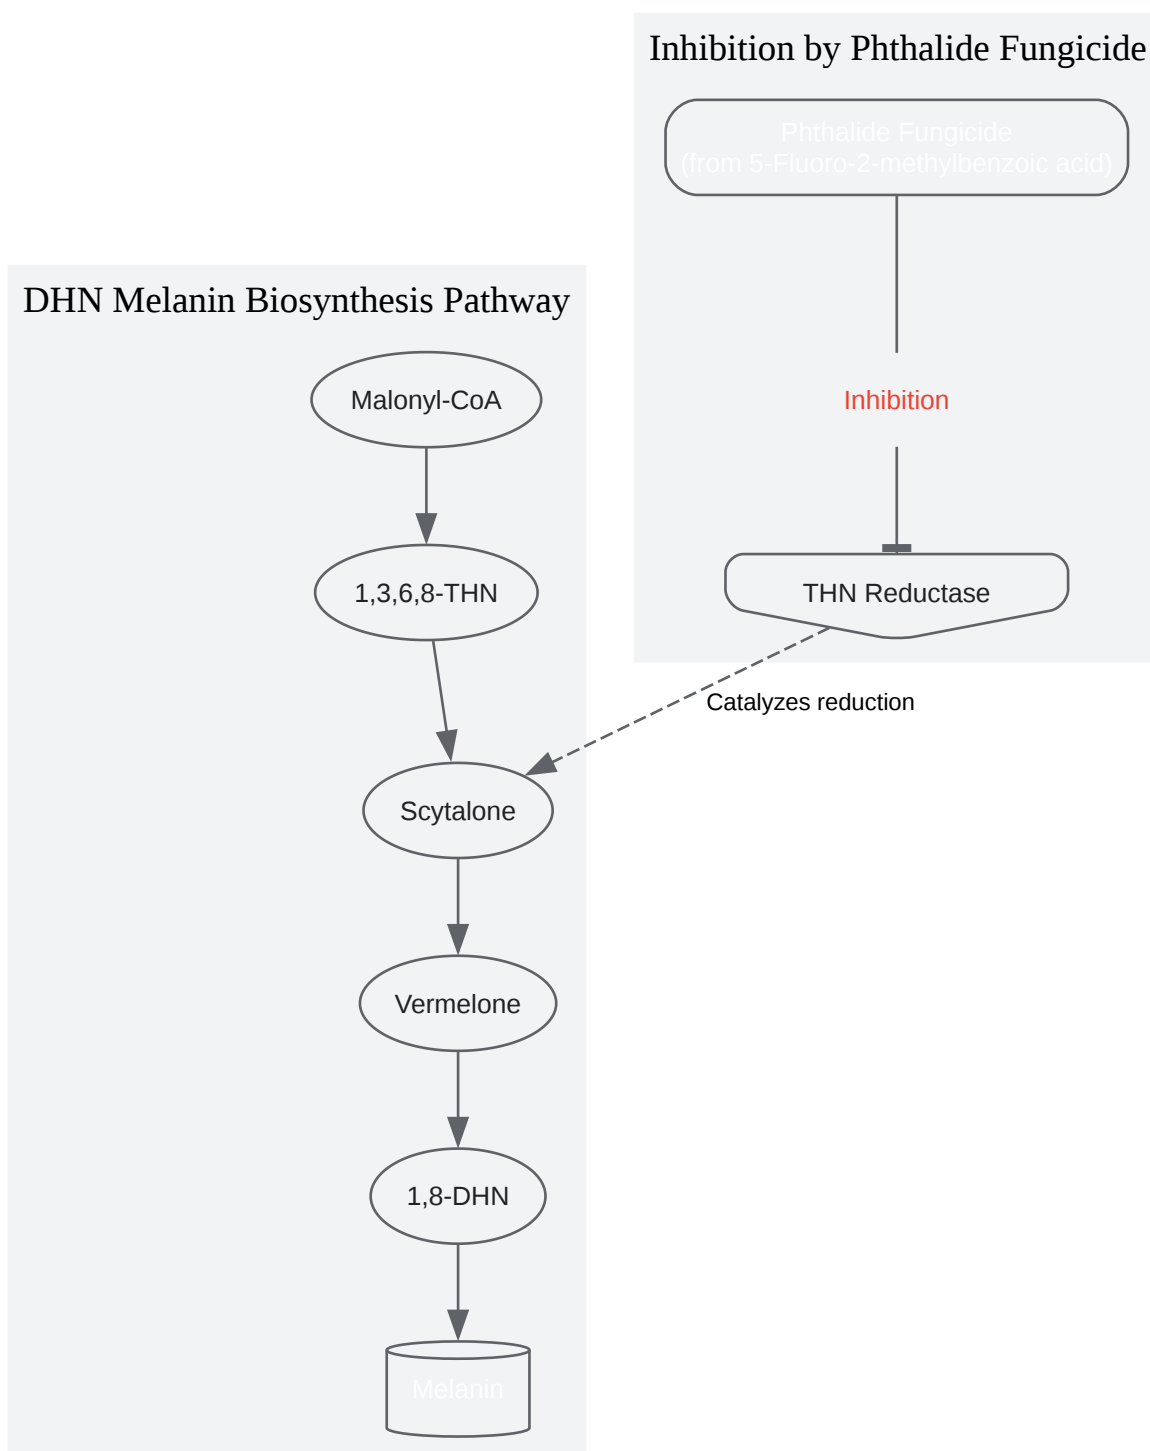 Inhibition by Phthalide Fungicide
Phthalide Fungicide
(from 5-Fluoro-2-methylbenzoic acid)
Inhibition
THN Reductase
Catalyzes reduction
DHN Melanin Biosynthesis Pathway
Malonyl-CoA
1,3,6,8-THN
Scytalone
Vermelone
1,8-DHN
Melanin